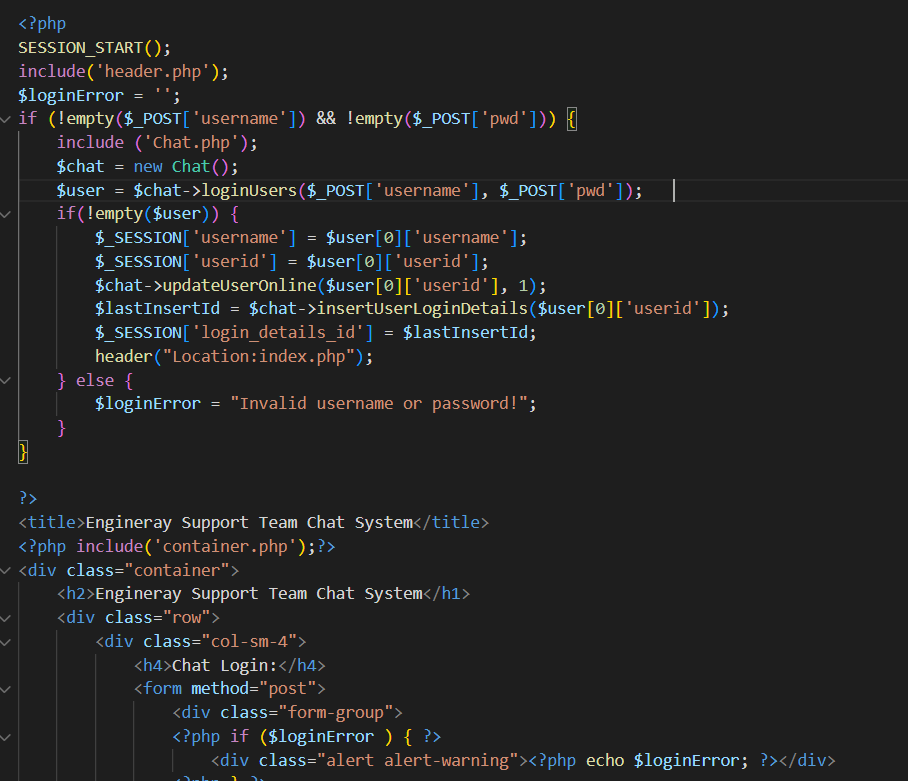 <?php
SESSION_START();
include('header.php');
$loginError = '';
if (!empty($_POST['username']) && !empty($_POST['pwd'])) {
    include ('Chat.php');
    $chat = new Chat();
    $user = $chat->loginUsers($_POST['username'], $_POST['pwd']);
    if(!empty($user)) {
        $_SESSION['username'] = $user[0]['username'];
        $_SESSION['userid'] = $user[0]['userid'];
        $chat->updateUserOnline($user[0]['userid'], 1);
        $lastInsertId = $chat->insertUserLoginDetails($user[0]['userid']);
        $_SESSION['login_details_id'] = $lastInsertId;
        header("Location:index.php");
    } else {
        $loginError = "Invalid username or password!";
    }
}
?>
<title>Engineray Support Team Chat System</title>
<?php include('container.php');?>
<div class="container">
    <h2>Engineray Support Team Chat System</h1>
    <div class="row">
        <div class="col-sm-4">
            <h4>Chat Login:</h4>
            <form method="post">
                <div class="form-group">
                <?php if ($loginError ) { ?>
                    <div class="alert alert-warning"><?php echo $loginError; ?></div>
                <?php } ?>